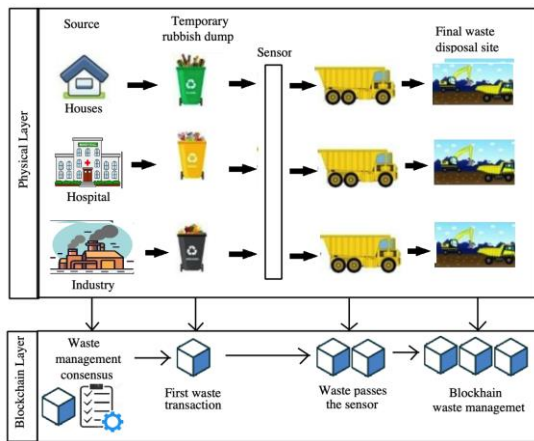 Source
Temporary
rubbish dump
Sensor
Final waste
disposal site
Physical Layer
Houses
Hospital
Industry
Blockchain Layer
Waste
management
consensus
First waste
transaction
Waste passes
the sensor
Blockhain
waste managemet